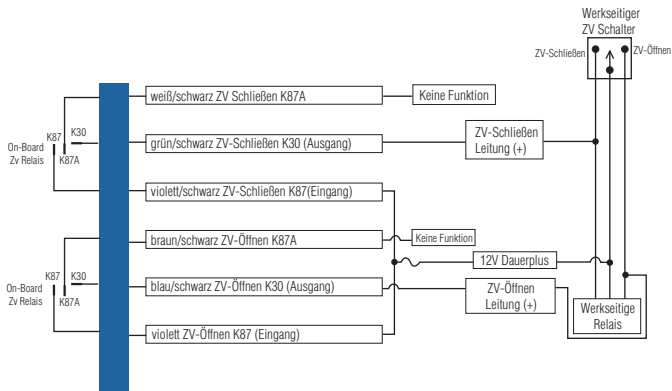 Werkseitiger
ZV Schalter
ZV-Schließen
ZV-Öffnen
weiß/schwarz ZV Schließen K87A
Keine Funktion
K87
K30
K87A
On-Board
Zv Relais
grün/schwarz ZV-Schließen K30 (Ausgang)
ZV-Schließen
Leitung (+)
violett/schwarz ZV-Schließen K87(Eingang)
braun/schwarz ZV-Öffnen K87A
Keine Funktion
12V Dauerplus
K87
K30
K87A
On-Board
Zv Relais
blau/schwarz ZV-Öffnen K30 (Ausgang)
ZV-Öffnen
Leitung (+)
Werkseitige
Relais
violett ZV-Öffnen K87 (Eingang)